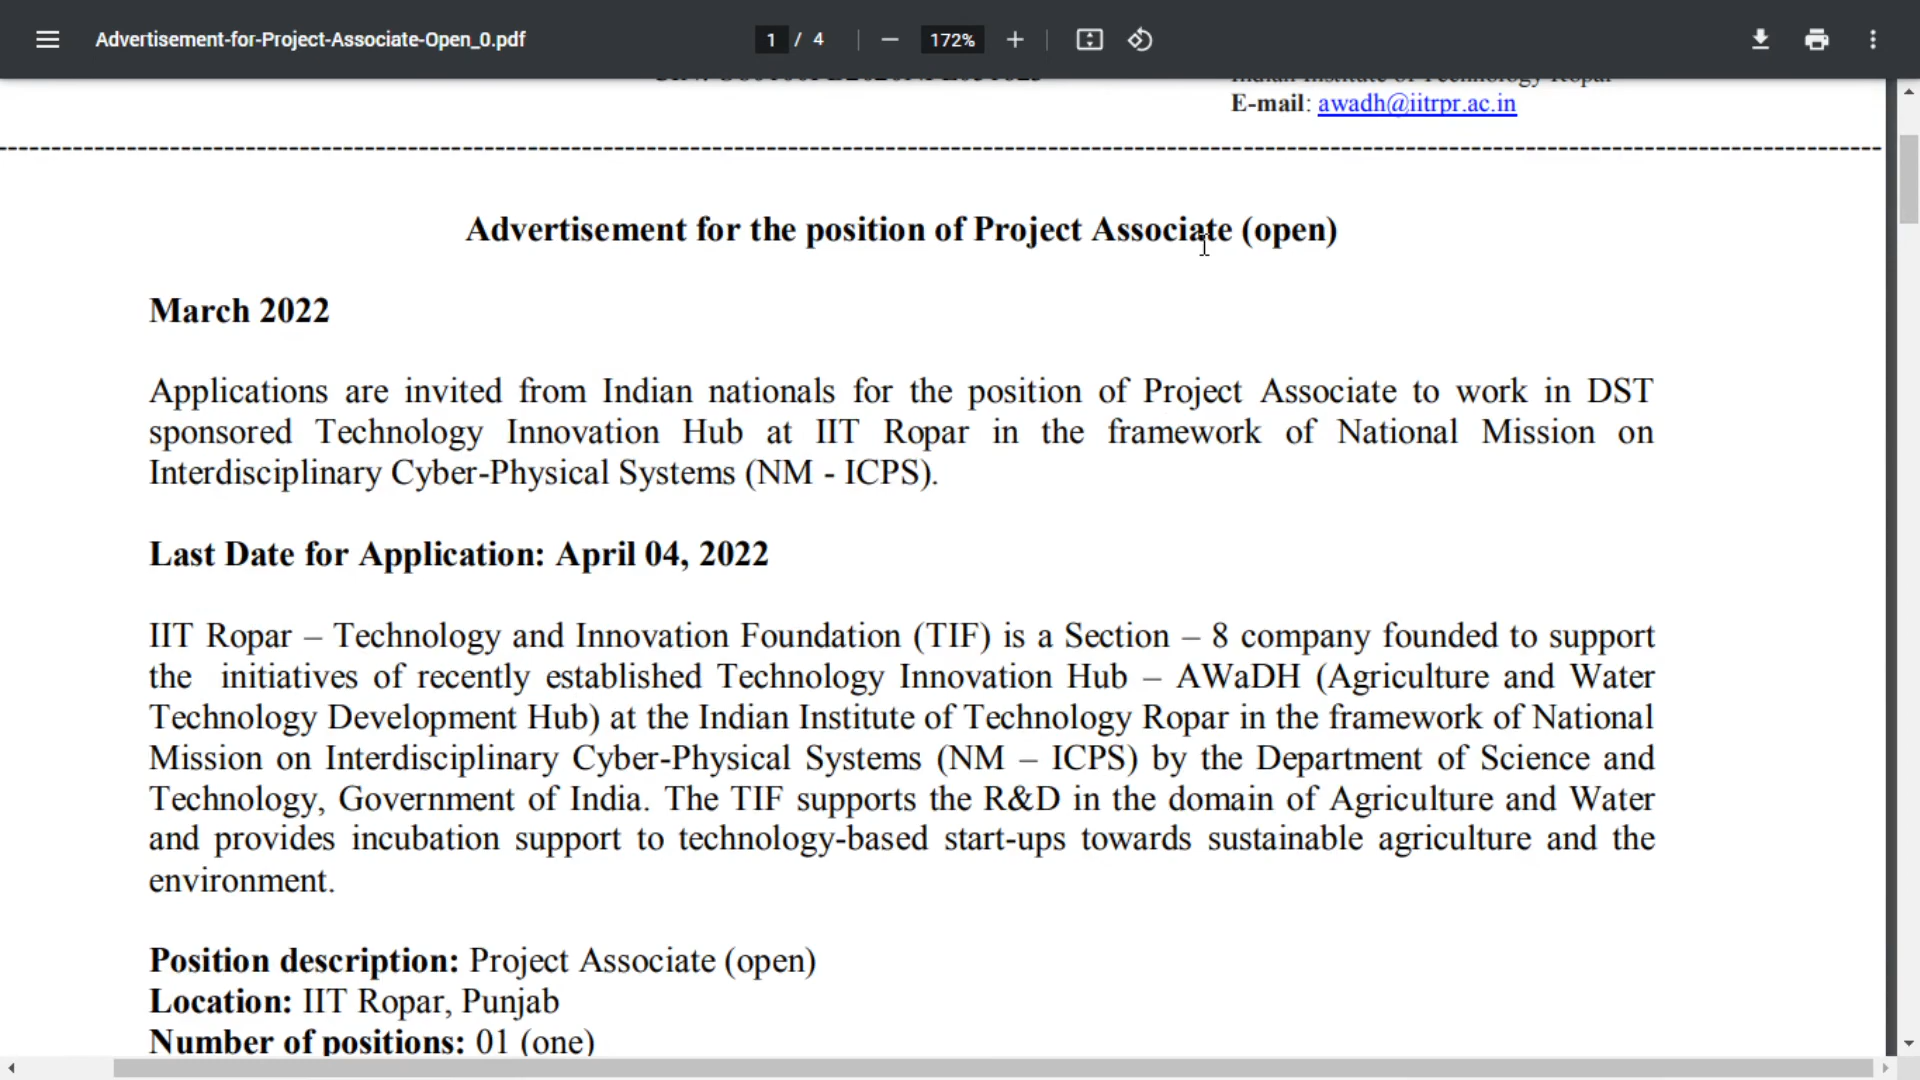 Advertisement-for-Project-Associate-Open_0.pdf
1 / 4
172%
Indian Institute of Technology Ropar
E-mail: awadh@iitrpr.ac.in
Advertisement for the position of Project Associate (open)
March 2022
Applications are invited from Indian nationals for the position of Project Associate to work in DST
sponsored Technology Innovation Hub at IIT Ropar in the framework of National Mission on
Interdisciplinary Cyber-Physical Systems (NM - ICPS).
Last Date for Application: April 04, 2022
IIT Ropar – Technology and Innovation Foundation (TIF) is a Section – 8 company founded to support
the initiatives of recently established Technology Innovation Hub – AWaDH (Agriculture and Water
Technology Development Hub) at the Indian Institute of Technology Ropar in the framework of National
Mission on Interdisciplinary Cyber-Physical Systems (NM – ICPS) by the Department of Science and
Technology, Government of India. The TIF supports the R&D in the domain of Agriculture and Water
and provides incubation support to technology-based start-ups towards sustainable agriculture and the
environment.
Position description: Project Associate (open)
Location: IIT Ropar, Punjab
Number of positions: 01 (one)